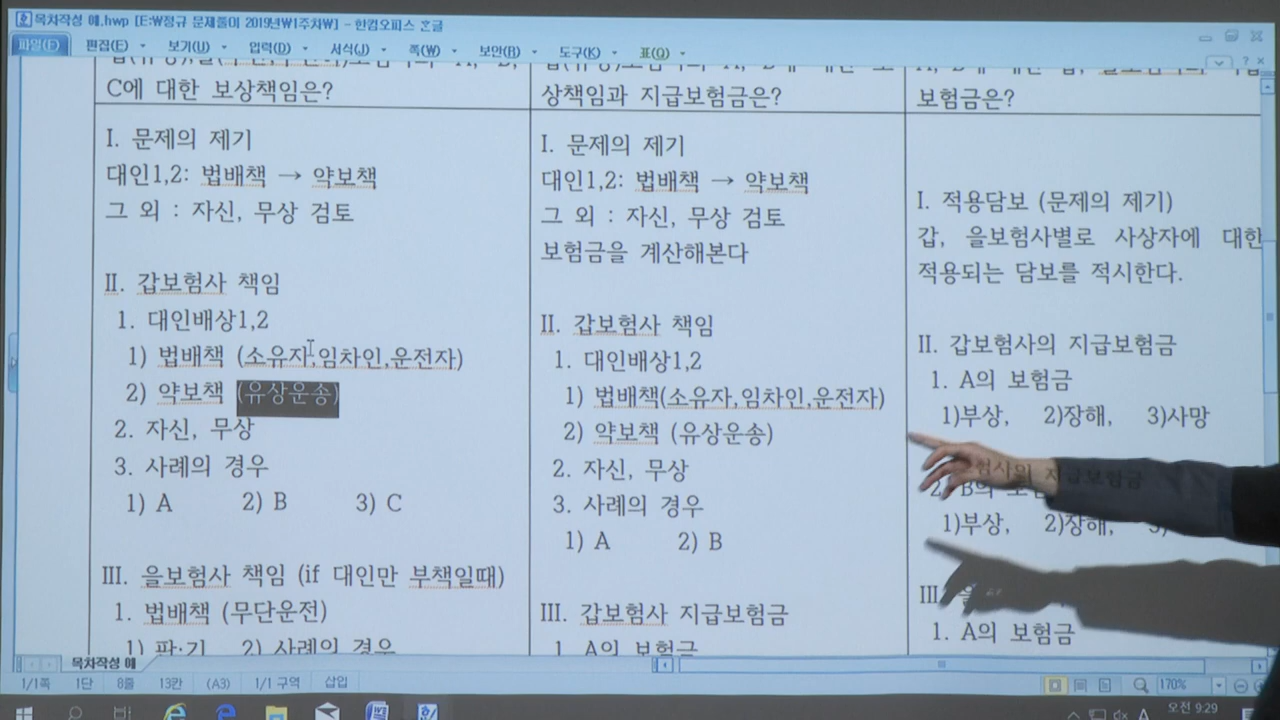 목차작성 예.hwp [E:\정규 문제풀이 2019년\1주차\] - 한컴오피스 흔글
파일(F) 편집(E) 보기(U) 입력(D) 서식(J) 쪽(W) 보안(R) 도구(K) 표(Q)
C에 대한 보상책임은?
I. 문제의 제기
대인1,2: 법배책 → 약보책
그 외 : 자신, 무상 검토
II. 갑보험사 책임
1. 대인배상1,2
1) 법배책 (소유자,임차인,운전자)
2) 약보책 (유상운송)
2. 자신, 무상
3. 사례의 경우
1) A 2) B 3) C
III. 을보험사 책임 (if 대인만 부책일때)
1. 법배책 (무단운전)
1) 판·기 2) 사례의 경우
상책임과 지급보험금은?
I. 문제의 제기
대인1,2: 법배책 → 약보책
그 외 : 자신, 무상 검토
보험금을 계산해본다
II. 갑보험사 책임
1. 대인배상1,2
1) 법배책(소유자,임차인,운전자)
2) 약보책 (유상운송)
2. 자신, 무상
3. 사례의 경우
1) A 2) B
III. 갑보험사 지급보험금
1. A의 보험금
보험금은?
I. 적용담보 (문제의 제기)
갑, 을보험사별로 사상자에 대한
적용되는 담보를 적시한다.
II. 갑보험사의 지급보험금
1. A의 보험금
1)부상, 2)장해, 3)사망
2. B의
1)부상, 2)장해,
III.
1. A의 보험금
목차작성 예
1/1쪽 1단 8줄 13칸 (A3) 1/1 구역 삽입 170%
오전 9:29